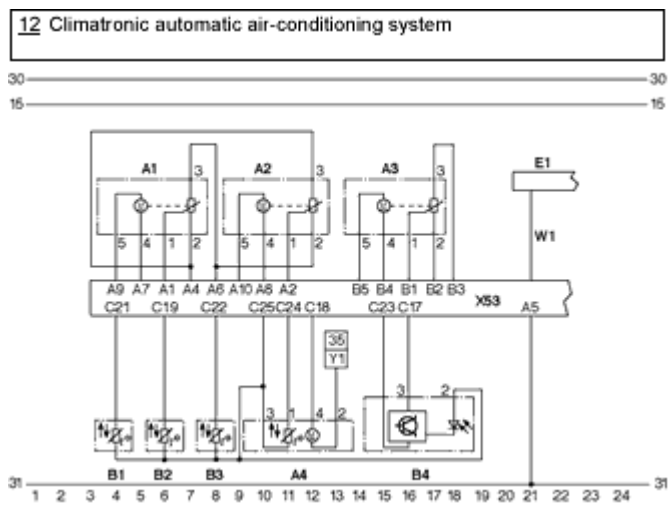 12 Climatronic automatic air-conditioning system
30 30
15 15
A1 3 A2 3 A3 3 E1
5 4 1 2 5 4 1 2 5 4 1 2 W1
A9 A7 A1 A4 A6 A10 A8 A2 B5 B4 B1 B2 B3 X53
C21 C19 C22 C25 C24 C18 C23 C17 A5
35
Y1
3 2
3 1 4 2
B1 B2 B3 A4 B4
31 31
1 2 3 4 5 6 7 8 9 10 11 12 13 14 15 16 17 18 19 20 21 22 23 24